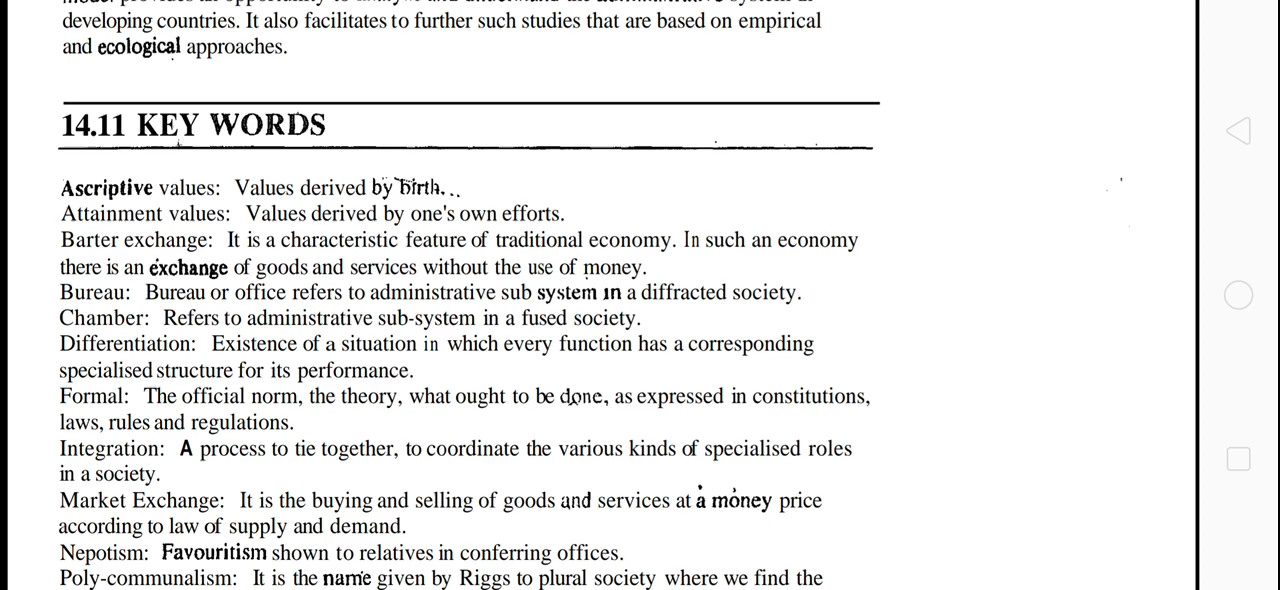 developing countries. It also facilitates to further such studies that are based on empirical
and ecological approaches.
14.11 KEY WORDS
Ascriptive values: Values derived by birth...
Attainment values: Values derived by one's own efforts.
Barter exchange: It is a characteristic feature of traditional economy. In such an economy
there is an exchange of goods and services without the use of money.
Bureau: Bureau or office refers to administrative sub system in a diffracted society.
Chamber: Refers to administrative sub-system in a fused society.
Differentiation: Existence of a situation in which every function has a corresponding
specialised structure for its performance.
Formal: The official norm, the theory, what ought to be done, as expressed in constitutions,
laws, rules and regulations.
Integration: A process to tie together, to coordinate the various kinds of specialised roles
in a society.
Market Exchange: It is the buying and selling of goods and services at a money price
according to law of supply and demand.
Nepotism: Favouritism shown to relatives in conferring offices.
Poly-communalism: It is the name given by Riggs to plural society where we find the